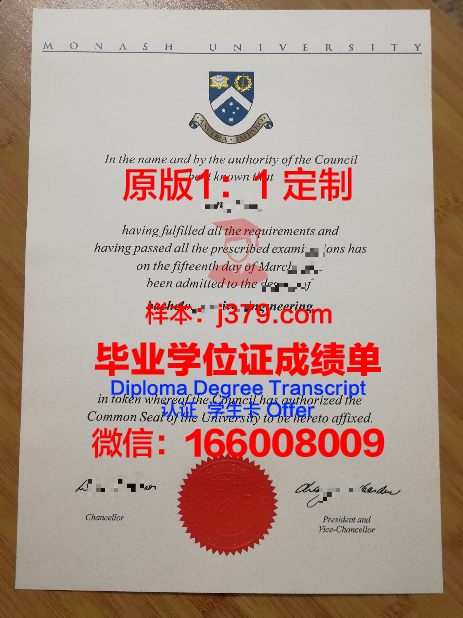 MONASH UNIVERSITY
ANCORA IMPARO
In the name and by the authority of the Council
be it known that
原版1：1定制
having fulfilled all the requirements and
having passed all the prescribed has
on the fifteenth day of March
been admitted to the
engineering
样本：j379.com
毕业学位证成绩单
Diploma Degree Transcript
in token whereof the Council has authorized the
认证 学生卡 Offer
Common Seal of the University to be hereto affixed.
微信：166008009
Chancellor
President and
Vice-Chancellor